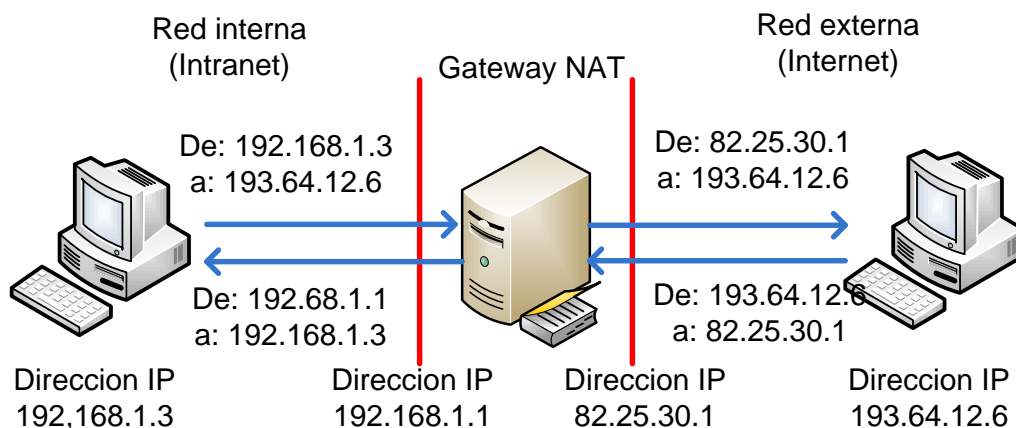 Red interna
(Intranet)
Gateway NAT
Red externa
(Internet)
De: 192.168.1.3
a: 193.64.12.6
De: 82.25.30.1
a: 193.64.12.6
De: 192.68.1.1
a: 192.168.1.3
De: 193.64.12.6
a: 82.25.30.1
Direccion IP
192,168.1.3
Direccion IP
192.168.1.1
Direccion IP
82.25.30.1
Direccion IP
193.64.12.6